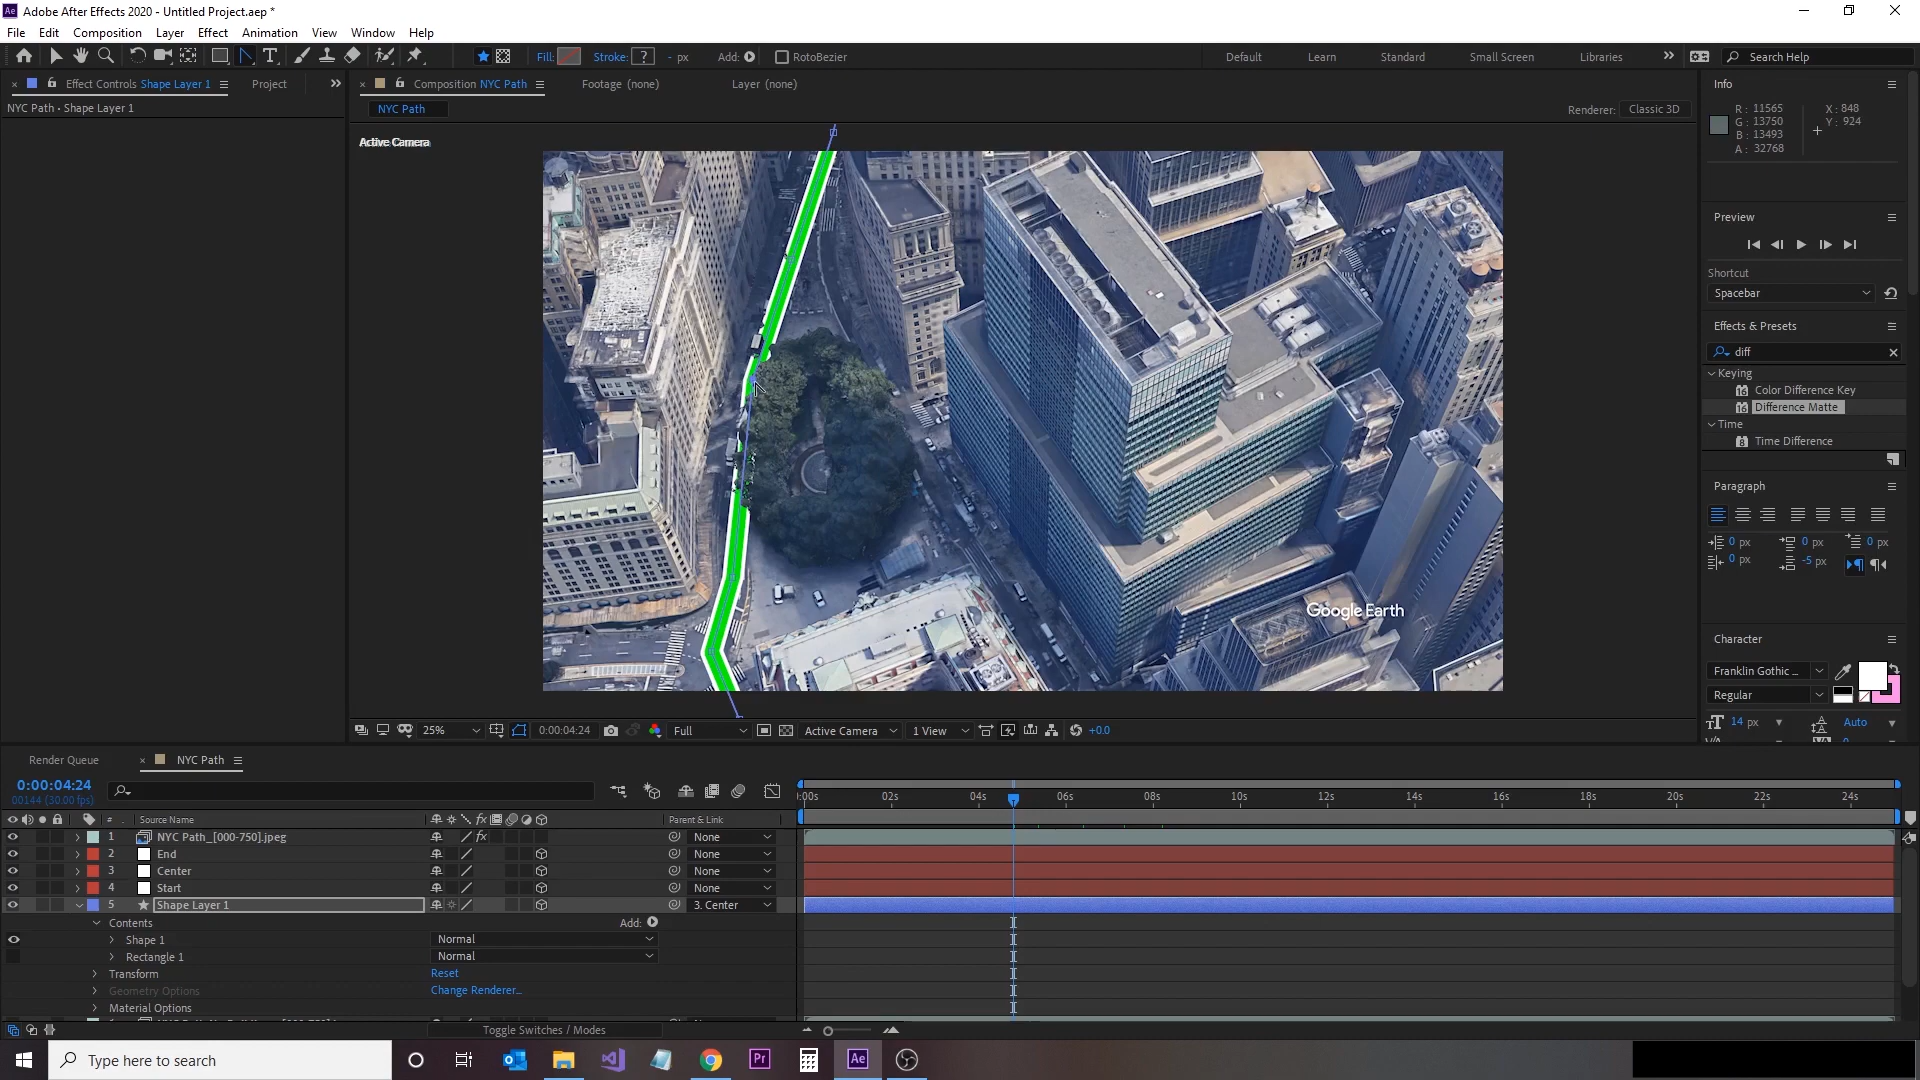 Adobe After Effects 2020 - Untitled Project.aep *
File Edit Composition Layer Effect Animation View Window Help
Fill: Stroke: ? - px Add: RotoBezier Default Learn Standard Small Screen Libraries Search Help
Effect Controls Shape Layer 1 Project Composition NYC Path Footage (none) Layer (none) Info
NYC Path • Shape Layer 1
NYC Path
Renderer: Classic 3D
R : 11565
G : 13750
B : 13493
A : 32768
X : 848
Y : 924
Active Camera
Google Earth
Preview
Shortcut
Spacebar
Effects & Presets
diff
Keying
Color Difference Key
Difference Matte
Time
Time Difference
Paragraph
0 px 0 px 0 px
0 px -5 px
Character
Franklin Gothic ...
Regular
14 px Auto
25% 0:00:04:24 Full Active Camera 1 View +0.0
Render Queue NYC Path
0:00:04:24
00144 (30.00 fps)
:00s 02s 04s 06s 08s 10s 12s 14s 16s 18s 20s 22s 24s
# Source Name fx Parent & Link
1 NYC Path_[000-750].jpeg fx None
2 End None
3 Center None
4 Start None
5 Shape Layer 1 3. Center
Contents Add:
Shape 1 Normal
Rectangle 1 Normal
Transform Reset
Geometry Options Change Renderer...
Material Options
Toggle Switches / Modes
Type here to search